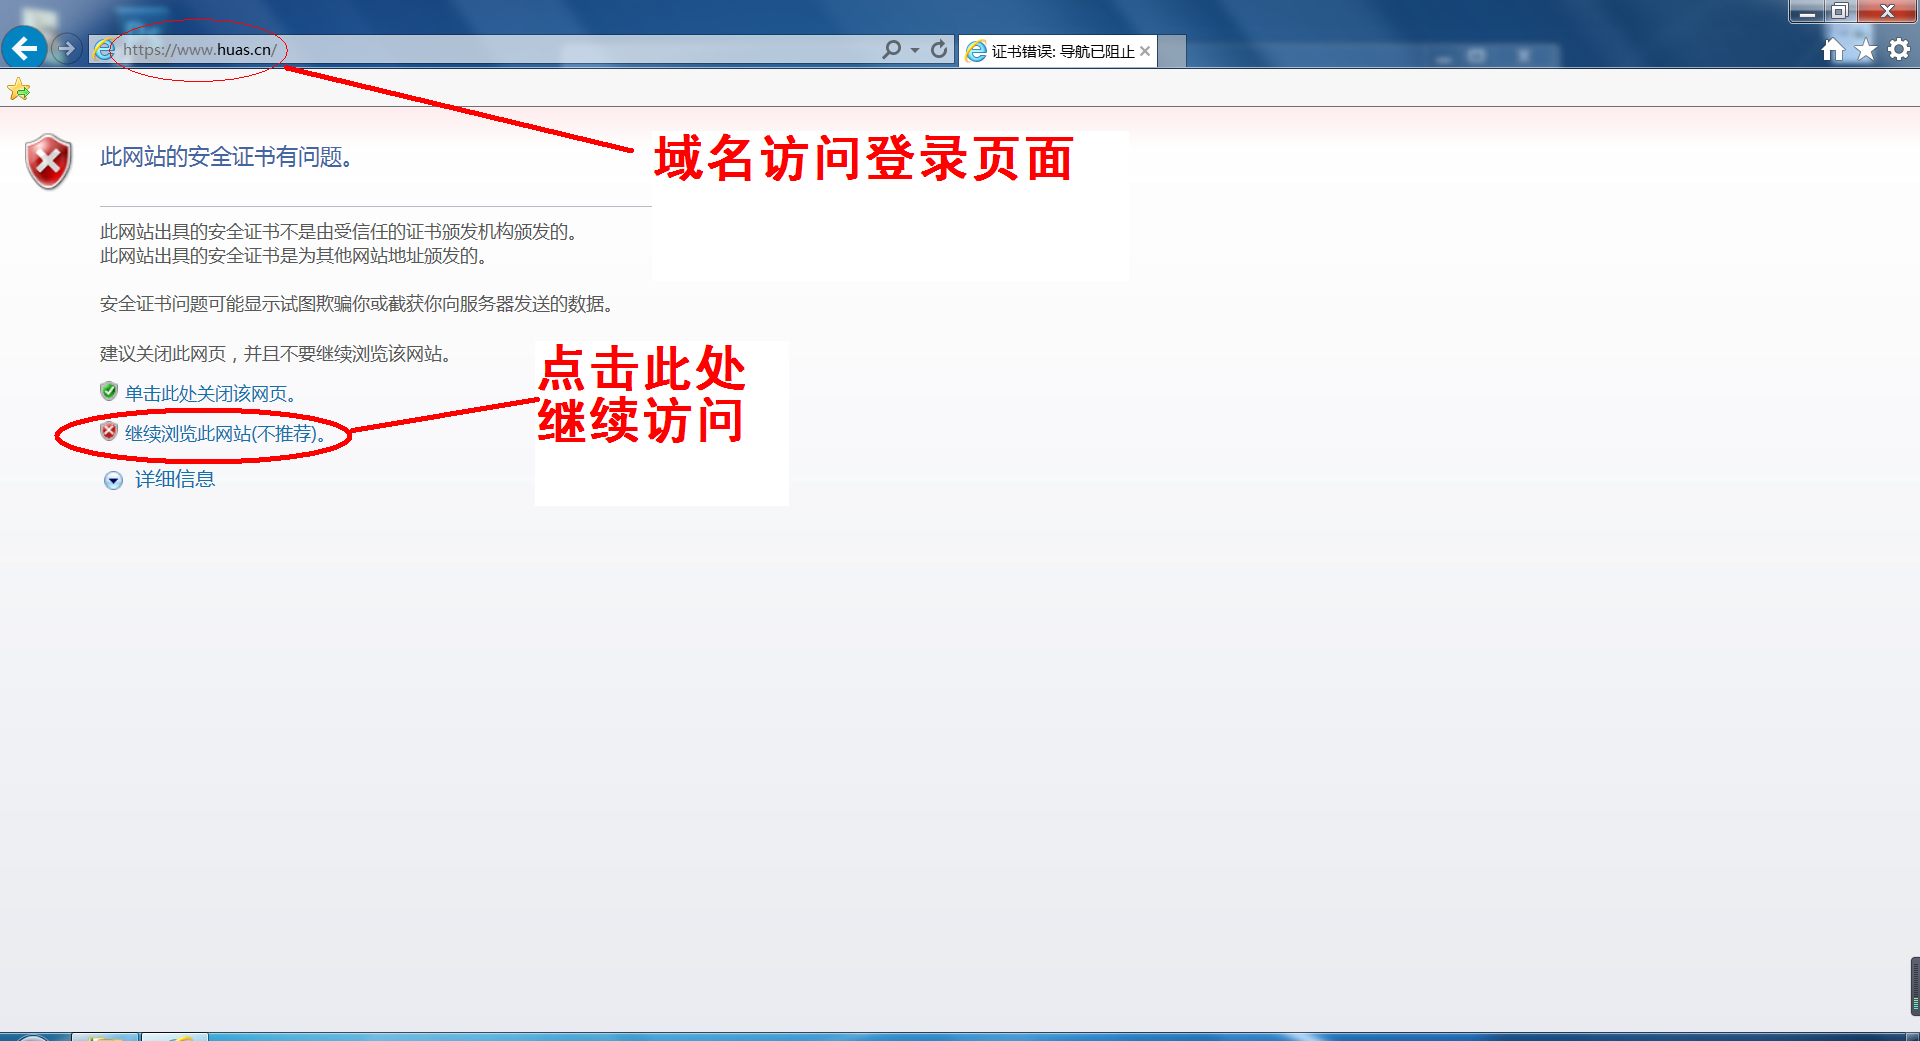 https://www.huas.cn/
证书错误: 导航已阻止
域名访问登录页面
此网站的安全证书有问题。
此网站出具的安全证书不是由受信任的证书颁发机构颁发的。
此网站出具的安全证书是为其他网站地址颁发的。
安全证书问题可能显示试图欺骗你或截获你向服务器发送的数据。
建议关闭此网页，并且不要继续浏览该网站。
单击此处关闭该网页。
继续浏览此网站(不推荐)。
点击此处
继续访问
详细信息